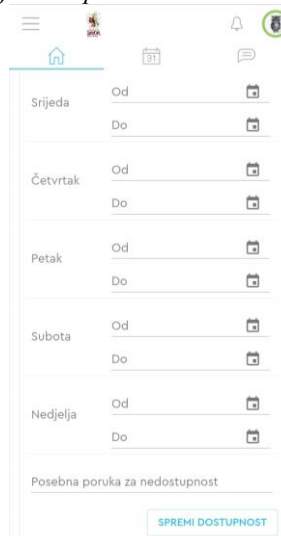 31
Srijeda
Od
Do
Četvrtak
Od
Do
Petak
Od
Do
Subota
Od
Do
Nedjelja
Od
Do
Posebna poruka za nedostupnost
SPREMI DOSTUPNOST